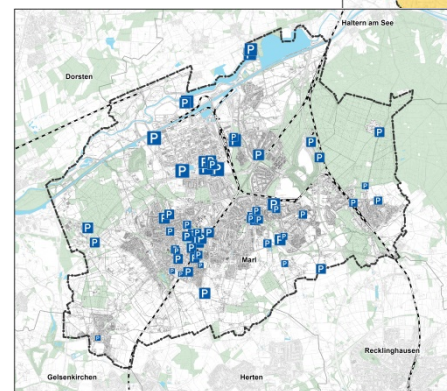 Haltern am See
Dorsten
Marl
Recklinghausen
Gelsenkirchen
Herten